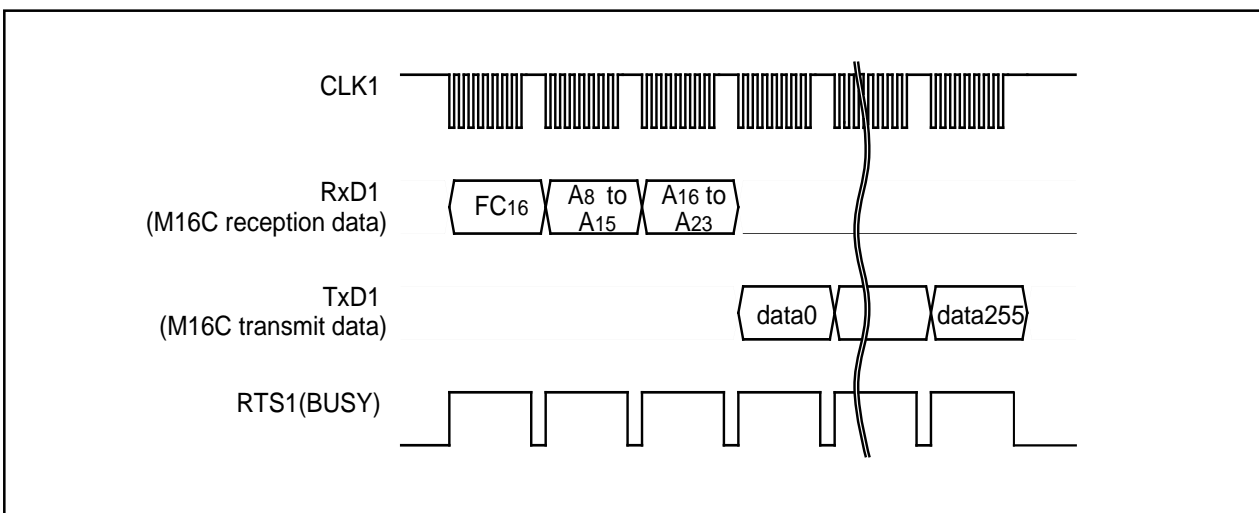 CLK1
RxD1
(M16C reception data)
FC16
A8 to
A15
A16 to
A23
TxD1
(M16C transmit data)
data0
data255
RTS1(BUSY)